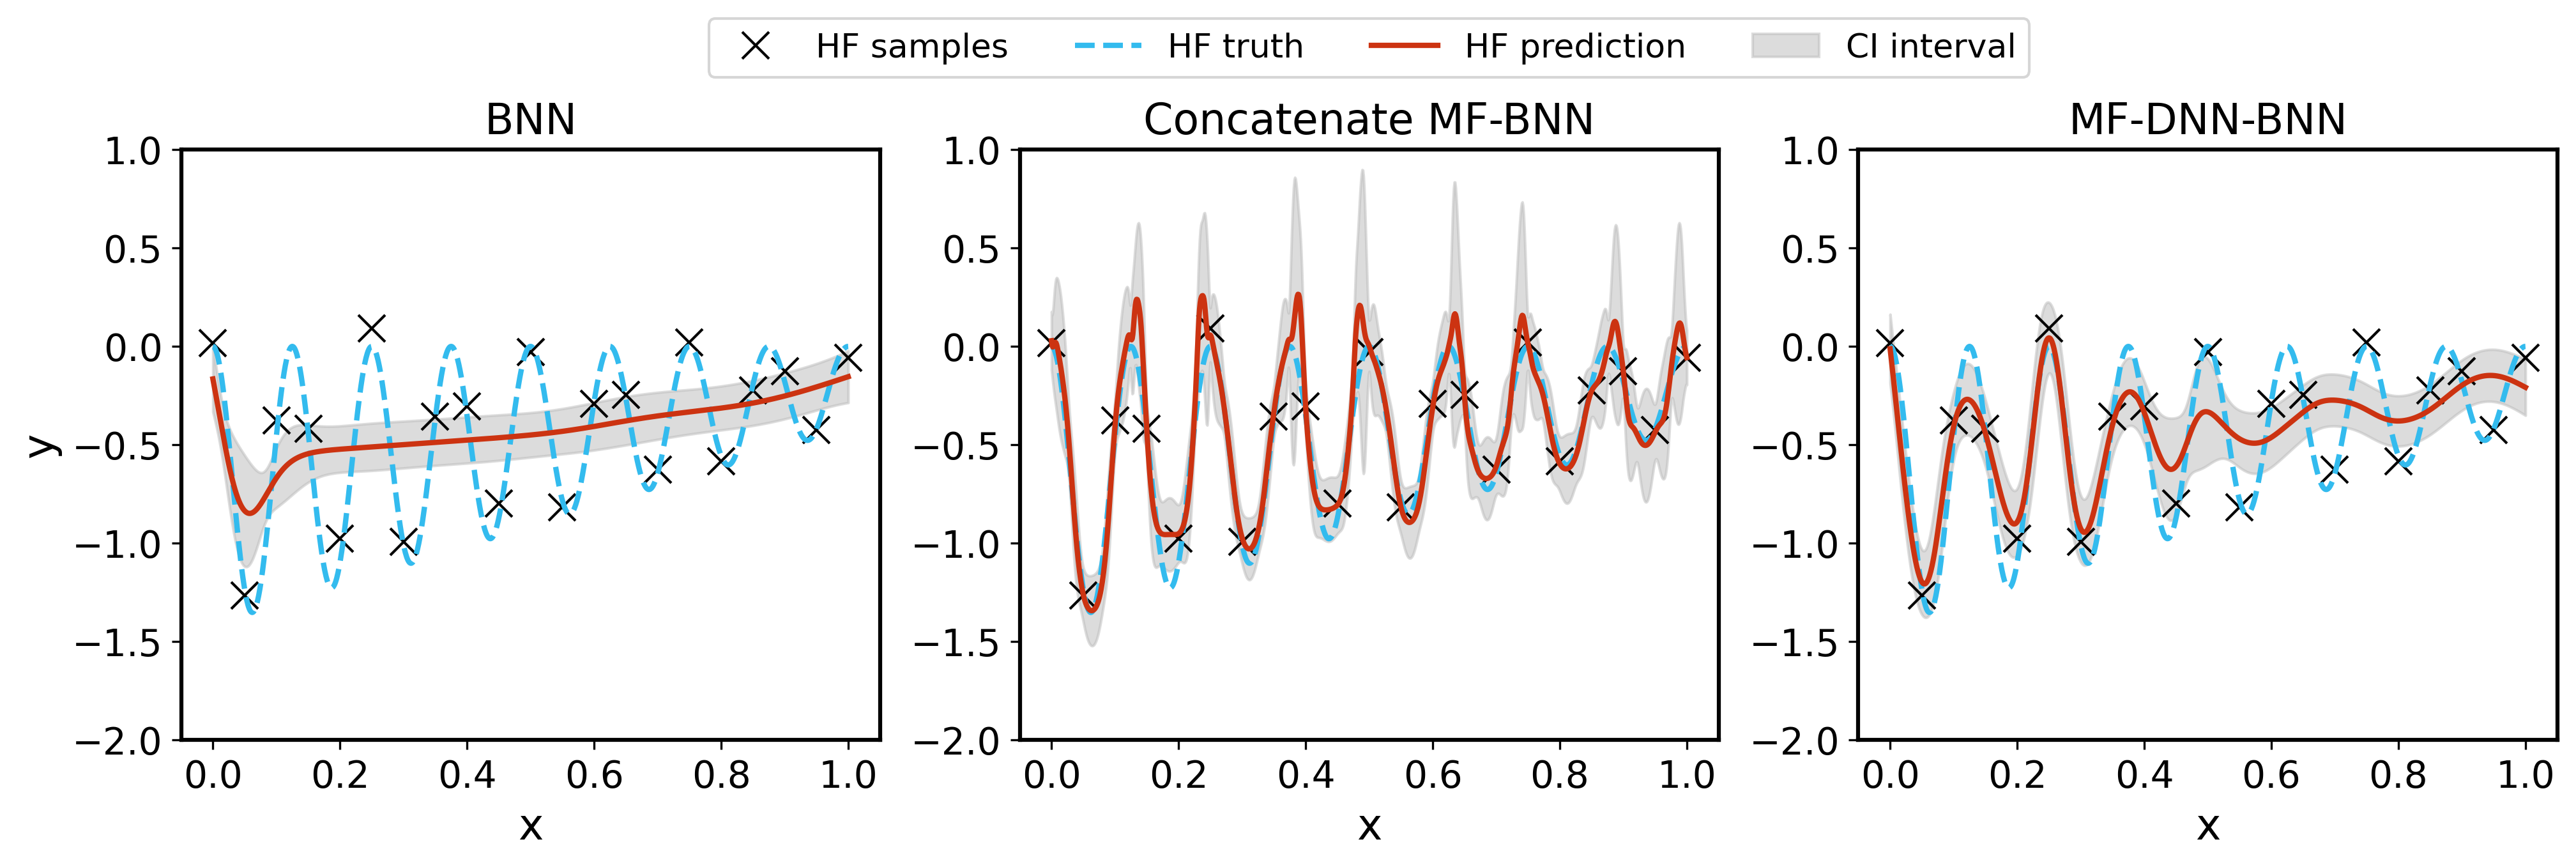 HF samples HF truth HF prediction CI interval
BNN Concatenate MF-BNN MF-DNN-BNN
1.0 1.0 1.0
0.5 0.5 0.5
0.0 0.0 0.0
y −0.5 −0.5 −0.5
−1.0 −1.0 −1.0
−1.5 −1.5 −1.5
−2.0 −2.0 −2.0
0.0 0.2 0.4 0.6 0.8 1.0 0.0 0.2 0.4 0.6 0.8 1.0 0.0 0.2 0.4 0.6 0.8 1.0
x x x